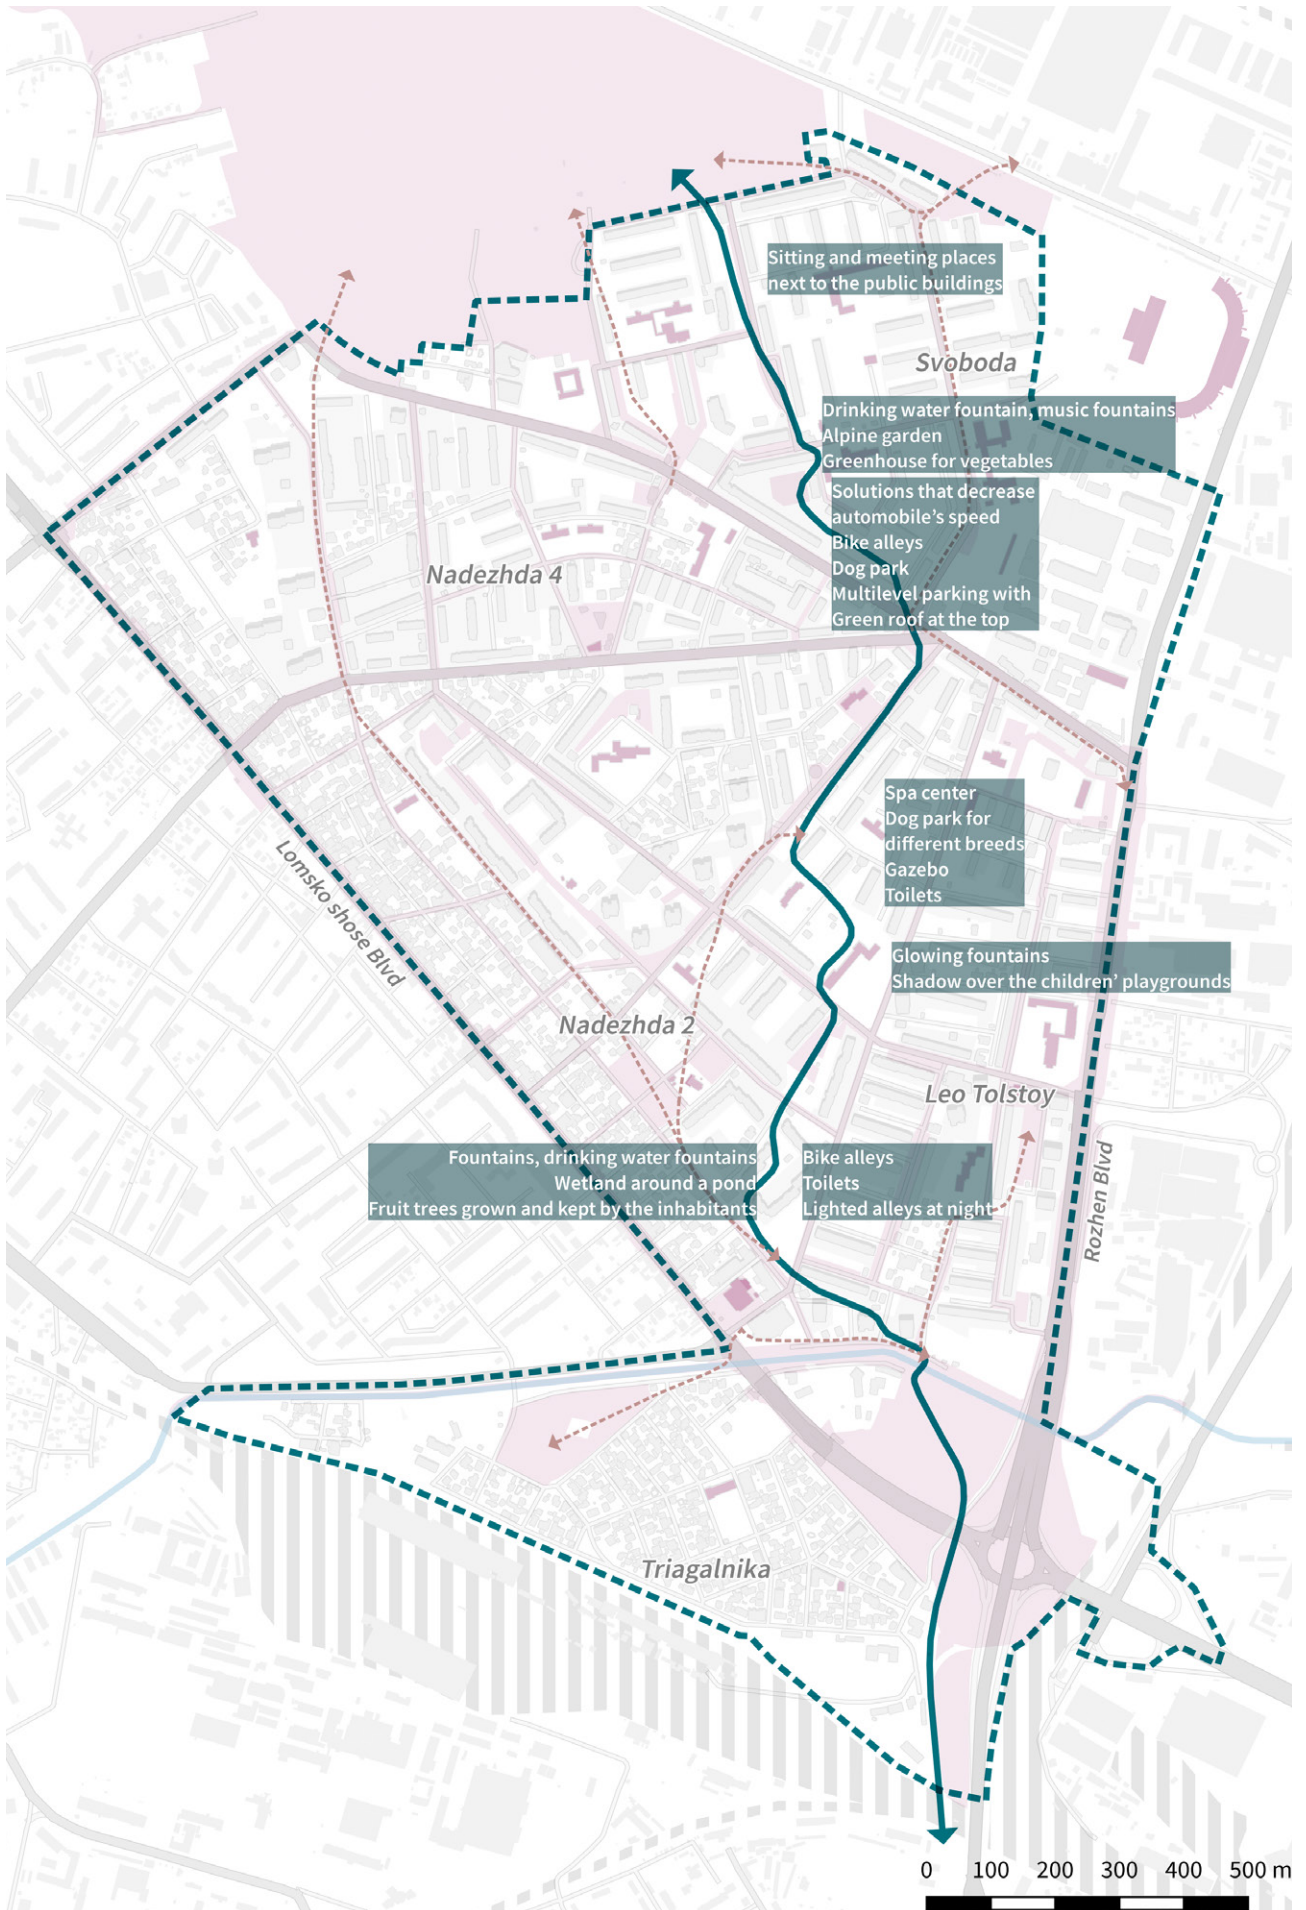 Sitting and meeting places
next to the public buildings
Svoboda
Drinking water fountain, music fountains
Alpine garden
Greenhouse for vegetables
Solutions that decrease
automobile's speed
Bike alleys
Dog park
Multilevel parking with
Green roof at the top
Nadezhda 4
Spa center
Dog park for
different breeds
Gazebo
Toilets
Lomsko shose Blvd
Glowing fountains
Shadow over the children' playgrounds
Nadezhda 2
Leo Tolstoy
Fountains, drinking water fountains
Wetland around a pond
Fruit trees grown and kept by the inhabitants
Bike alleys
Toilets
Lighted alleys at night
Rozhen Blvd
Triagalnika
0 100 200 300 400 500 m